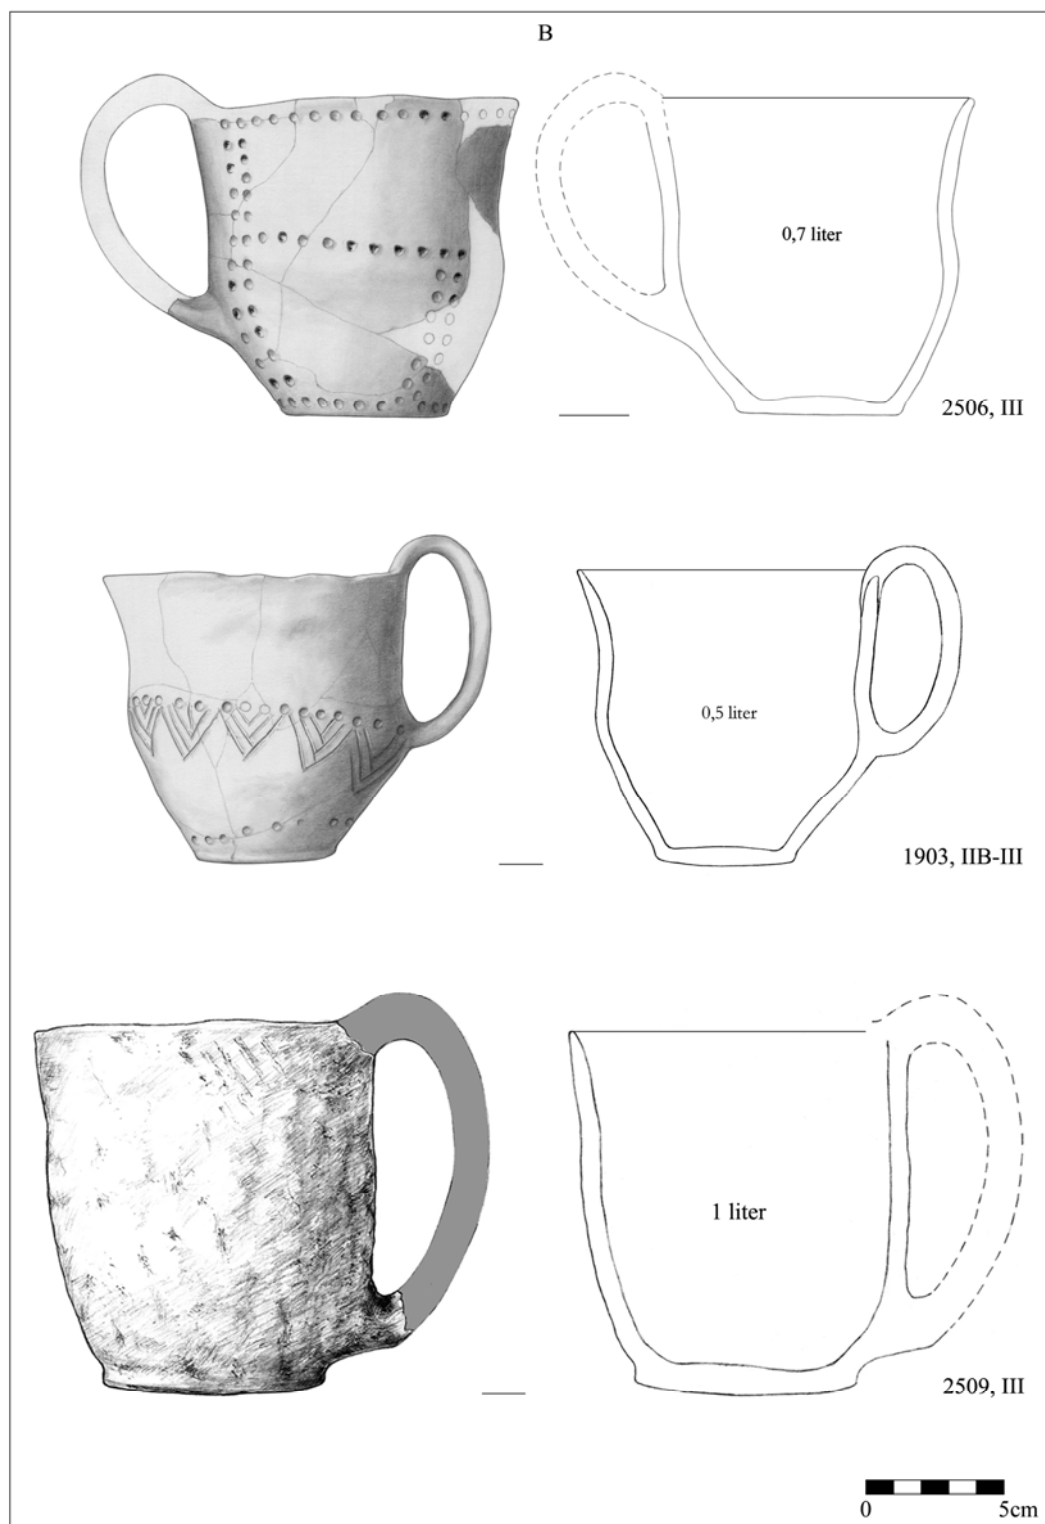 B
0,7 liter
2506, III
0,5 liter
1903, IIB-III
1 liter
2509, III
0 5cm